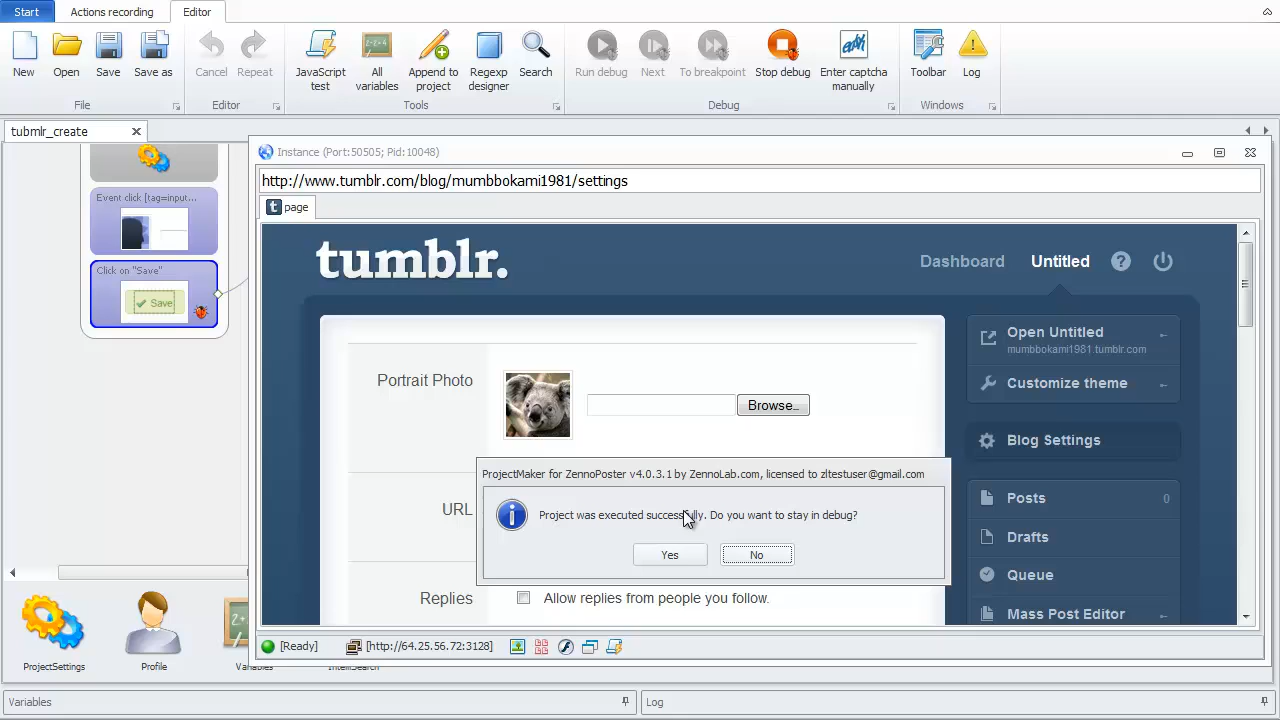 Start
Actions recording
Editor
New
Open
Save
Save as
Cancel
Repeat
JavaScript
test
All
variables
Append to
project
Regexp
designer
Search
Run debug
Next
To breakpoint
Stop debug
Enter captcha
manually
Toolbar
Log
File
Editor
Tools
Debug
Windows
tubmlr_create
Event click [tag=input...
Click on "Save"
Save
Instance (Port:50505; Pid:10048)
http://www.tumblr.com/blog/mumbbokami1981/settings
page
tumblr.
Dashboard
Untitled
Portrait Photo
Browse..
URL
Replies
Allow replies from people you follow.
Open Untitled
mumbbokami1981.tumblr.com
Customize theme
Blog Settings
Posts
0
Drafts
Queue
Mass Post Editor
ProjectMaker for ZennoPoster v4.0.3.1 by ZennoLab.com, licensed to zltestuser@gmail.com
Project was executed successfully. Do you want to stay in debug?
Yes
No
[Ready]
[http://64.25.56.72:3128]
ProjectSettings
Profile
Variables
Log